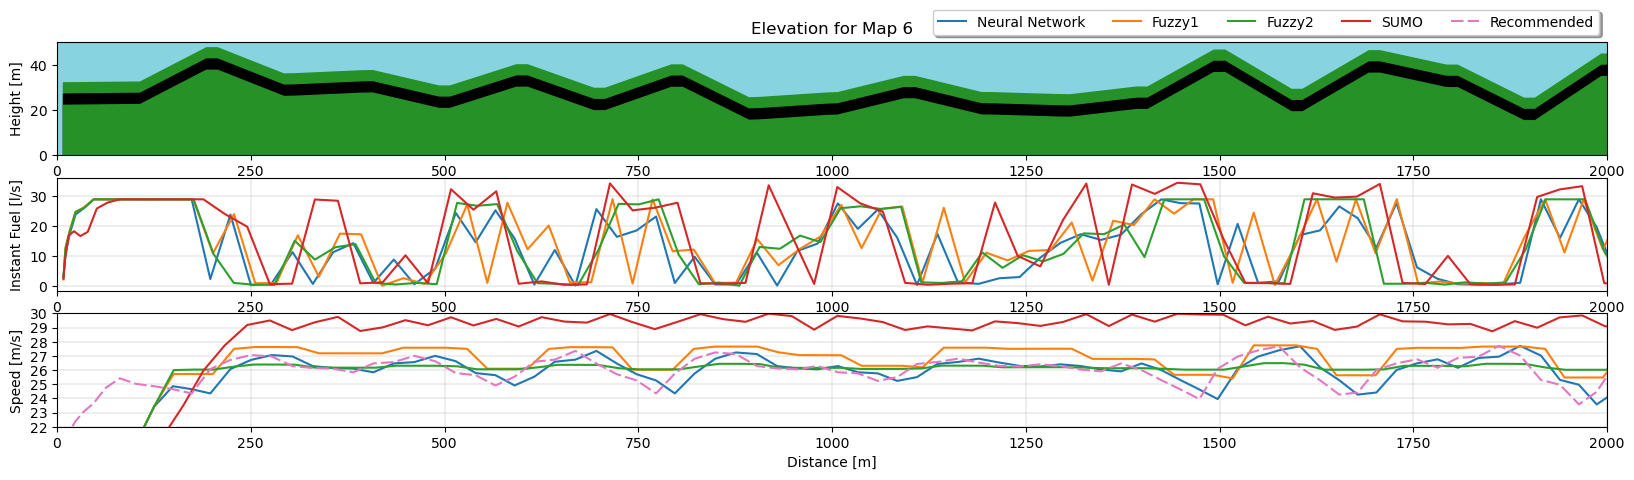 Elevation for Map 6
Neural Network Fuzzy1 Fuzzy2 SUMO Recommended
Height [m]
40
20
0
0 250 500 750 1000 1250 1500 1750 2000
Instant Fuel [l/s]
30
20
10
0
0 250 500 750 1000 1250 1500 1750 2000
Speed [m/s]
30
29
28
27
26
25
24
23
22
0 250 500 750 1000 1250 1500 1750 2000
Distance [m]